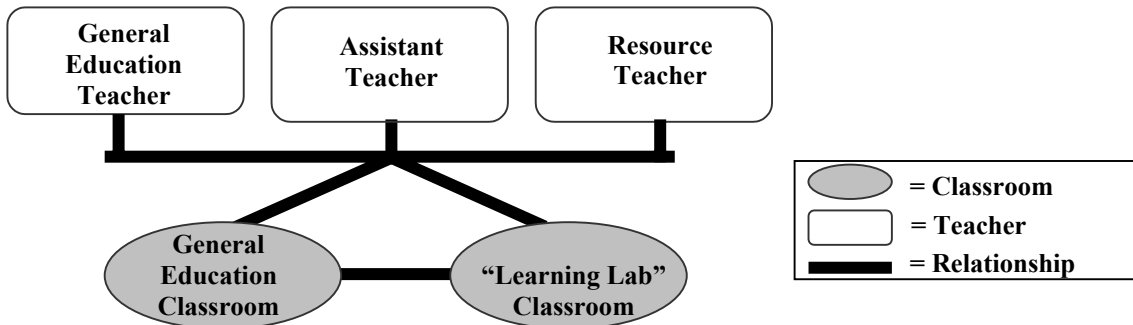 General
Education
Teacher
Assistant
Teacher
Resource
Teacher
General
Education
Classroom
“Learning Lab”
Classroom
= Classroom
= Teacher
= Relationship